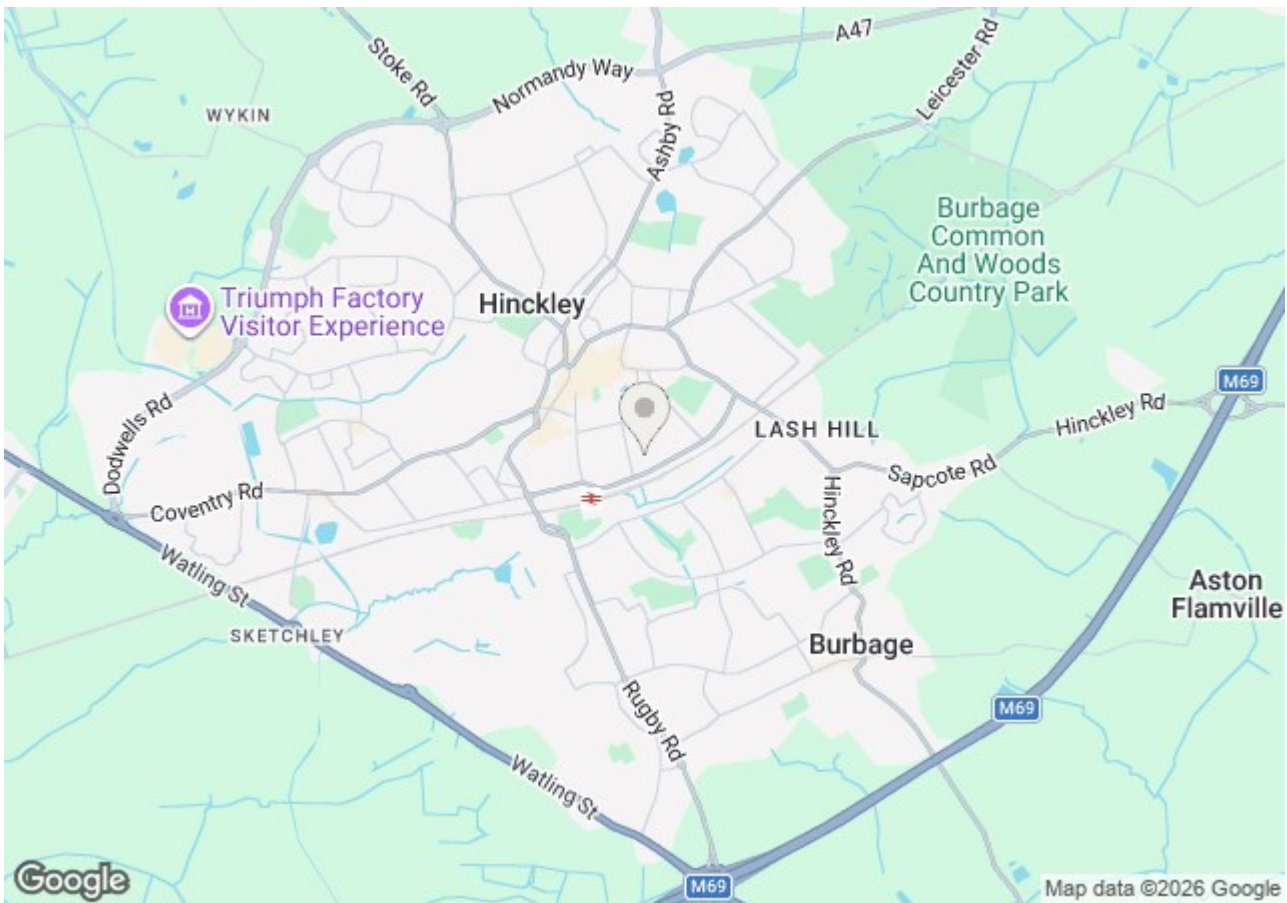 A47
Leicester Rd
Stoke Rd
Normandy Way
WYKIN
Ashby Rd
Burbage
Common
And Woods
Country Park
Triumph Factory
Visitor Experience
Hinckley
M69
Dodwells Rd
Hinckley Rd
LASH HILL
Sapcote Rd
Coventry Rd
Hinckley Rd
Watling St
Aston
Flamville
SKETCHLEY
Burbage
Rugby Rd
M69
Watling St
Google
M69
Map data ©2026 Google